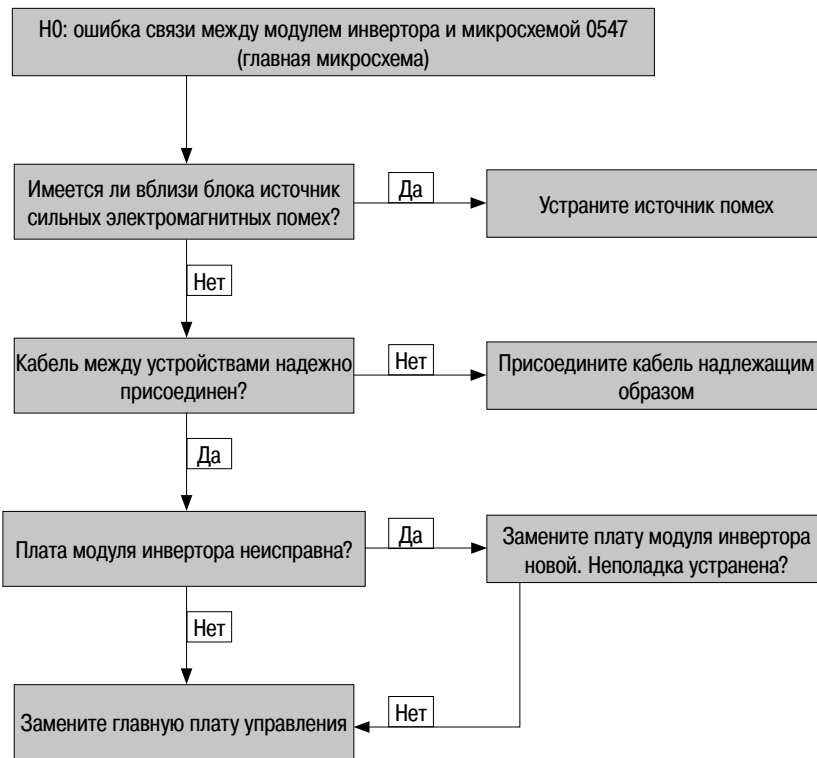 H0: ошибка связи между модулем инвертора и микросхемой 0547
(главная микросхема)
Имеется ли вблизи блока источник
сильных электромагнитных помех?
Да
Устраните источник помех
Нет
Кабель между устройствами надежно
присоединен?
Нет
Присоедините кабель надлежащим
образом
Да
Плата модуля инвертора неисправна?
Да
Замените плату модуля инвертора
новой. Неполадка устранена?
Нет
Замените главную плату управления
Нет